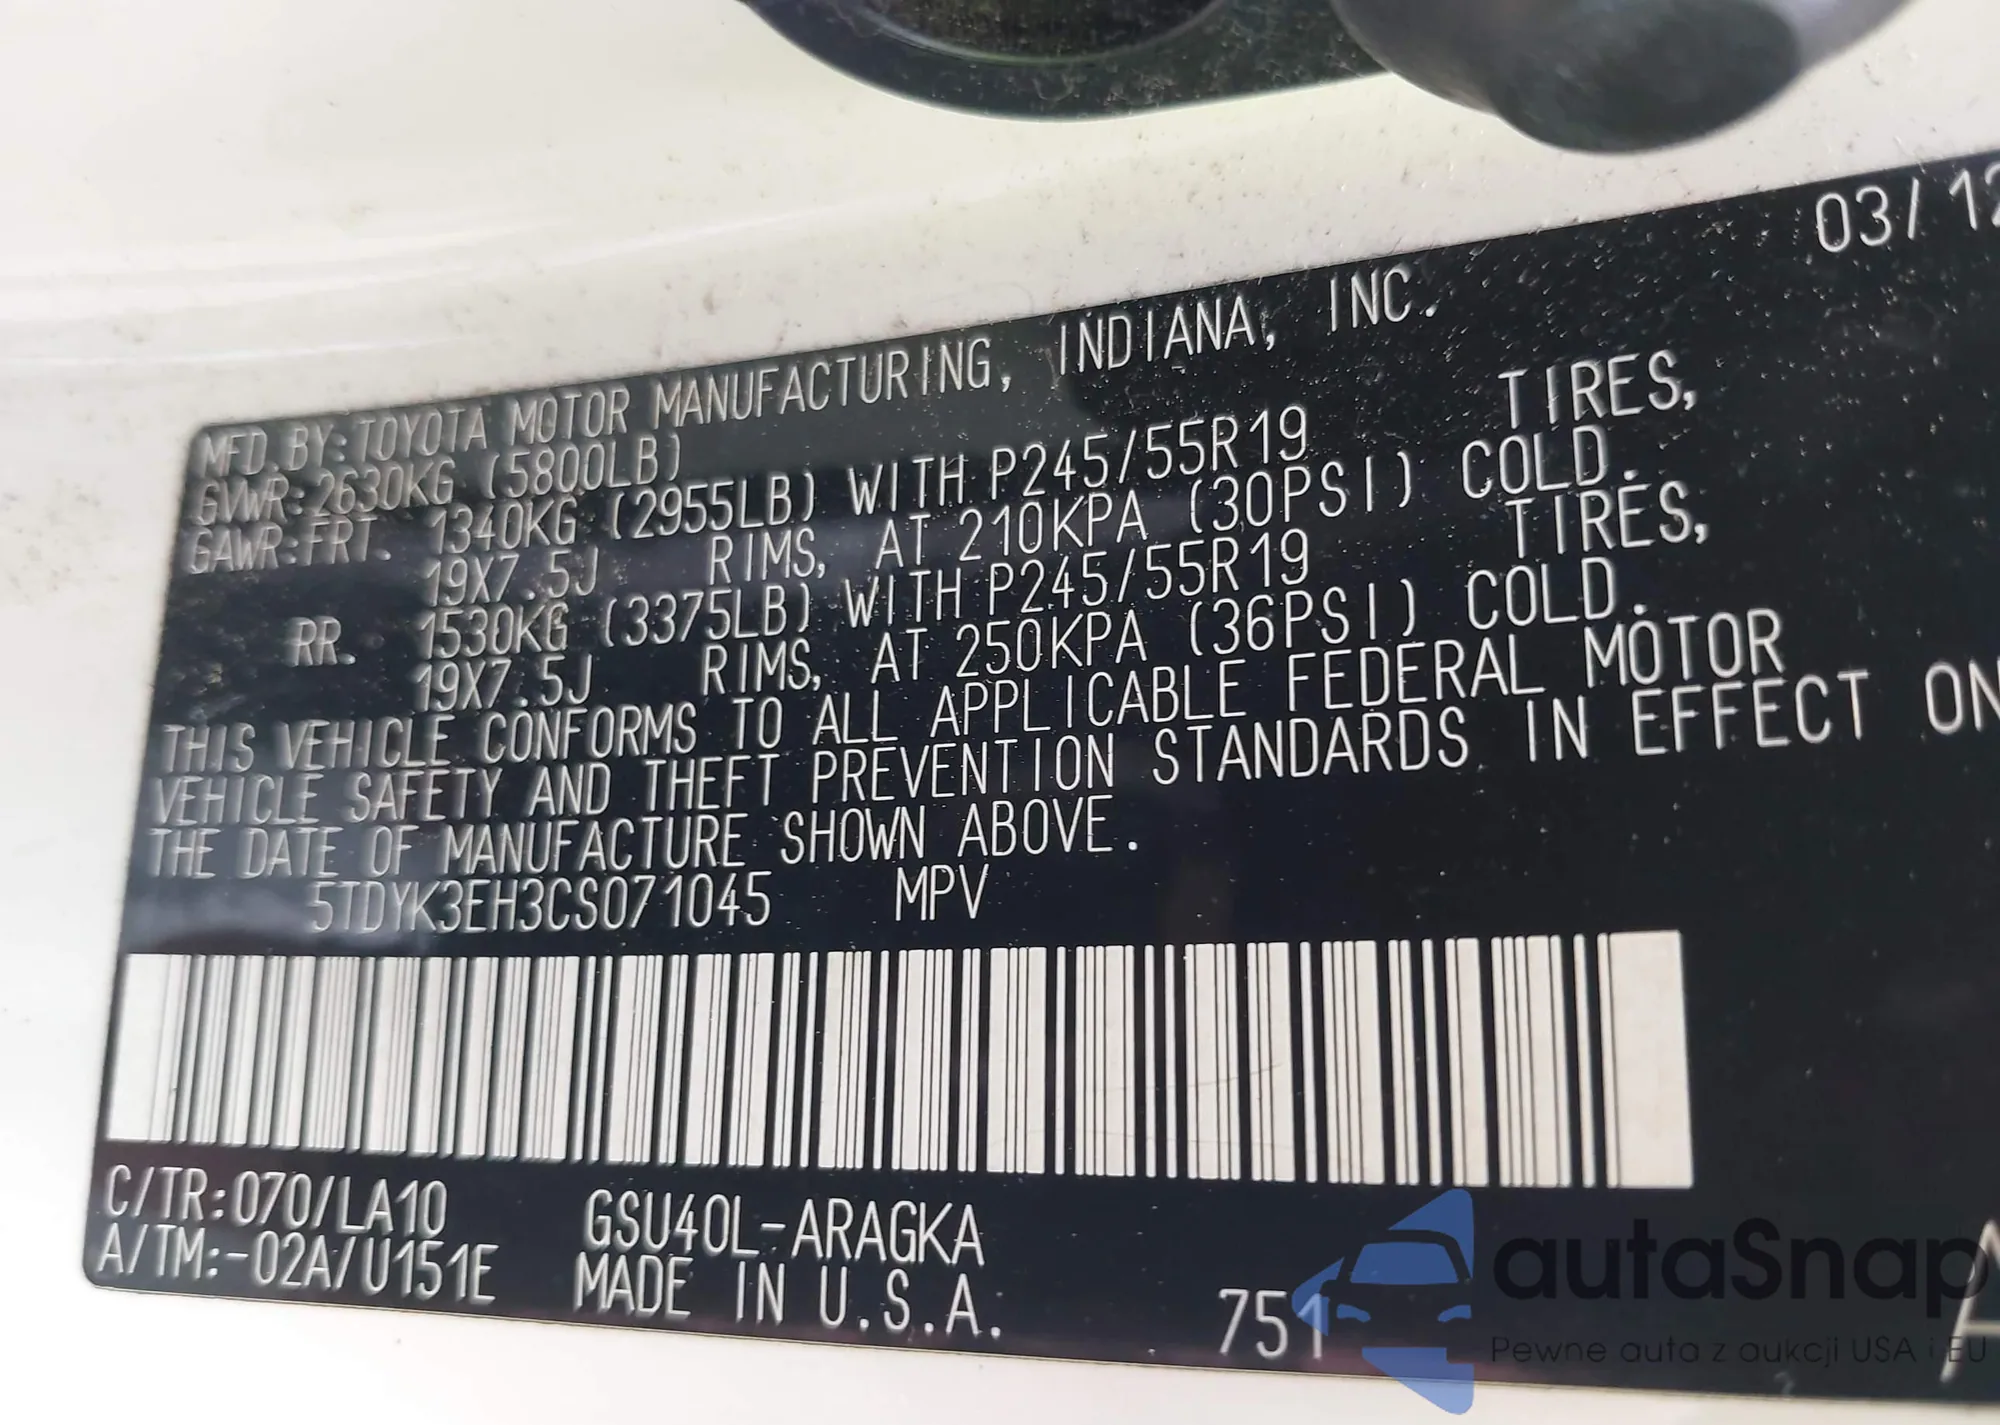 03/12
MFD.BY:TOYOTA MOTOR MANUFACTURING, INDIANA, INC.
GVWR:2630KG (5800LB)
GAWR:FRT. 1340KG (2955LB) WITH P245/55R19 TIRES,
19X7.5J RIMS, AT 210KPA (30PSI) COLD.
RR. 1530KG (3375LB) WITH P245/55R19 TIRES,
19X7.5J RIMS, AT 250KPA (36PSI) COLD.
THIS VEHICLE CONFORMS TO ALL APPLICABLE FEDERAL MOTOR
VEHICLE SAFETY AND THEFT PREVENTION STANDARDS IN EFFECT ON
THE DATE OF MANUFACTURE SHOWN ABOVE.
5TDYK3EH3CS071045 MPV
C/TR:070/LA10 GSU40L-ARAGKA
A/TM:-02A/U151E MADE IN U.S.A. 751
autaSnap
Pewne auta z aukcji USA i EU